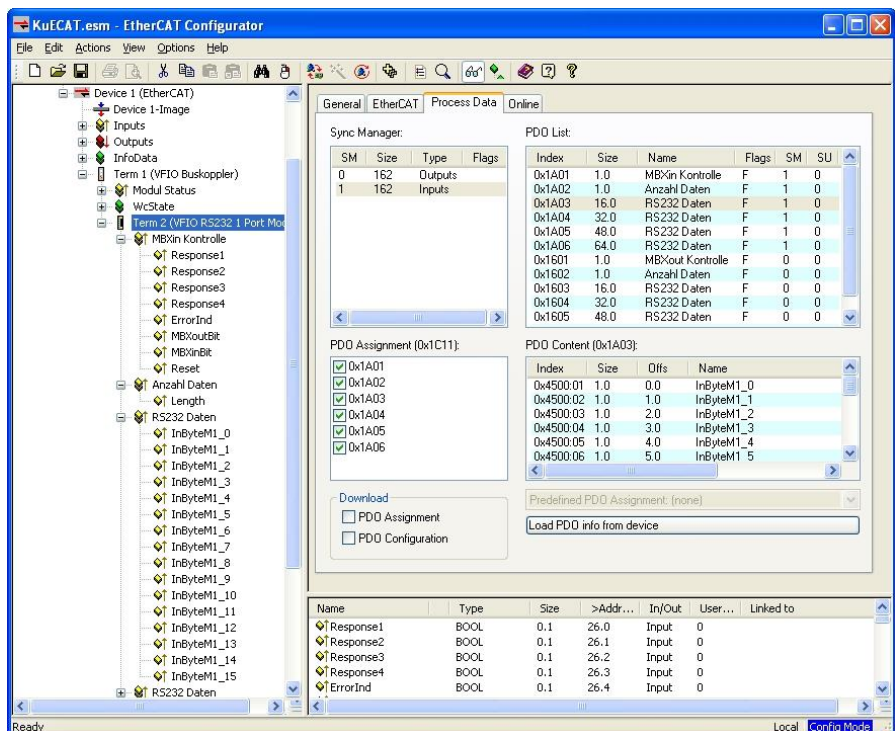 KuECAT.esm - EtherCAT Configurator
File Edit Actions View Options Help
Device 1 (EtherCAT)
Device 1-Image
Inputs
Outputs
InfoData
Term 1 (VFIO Buskoppler)
Modul Status
WcState
Term 2 (VFIO RS232 1 Port Mod
MBXin Kontrolle
Response1
Response2
Response3
Response4
ErrorInd
MBXoutBit
MBXinBit
Reset
Anzahl Daten
Length
RS232 Daten
InByteM1_0
InByteM1_1
InByteM1_2
InByteM1_3
InByteM1_4
InByteM1_5
InByteM1_6
InByteM1_7
InByteM1_8
InByteM1_9
InByteM1_10
InByteM1_11
InByteM1_12
InByteM1_13
InByteM1_14
InByteM1_15
RS232 Daten
General EtherCAT Process Data Online
Sync Manager:
SM Size Type Flags
0 162 Outputs
1 162 Inputs
PDO List:
Index Size Name Flags SM SU
0x1A01 1.0 MBXin Kontrolle F 1 0
0x1A02 1.0 Anzahl Daten F 1 0
0x1A03 16.0 RS232 Daten F 1 0
0x1A04 32.0 RS232 Daten F 1 0
0x1A05 48.0 RS232 Daten F 1 0
0x1A06 64.0 RS232 Daten F 1 0
0x1601 1.0 MBXout Kontrolle F 0 0
0x1602 1.0 Anzahl Daten F 0 0
0x1603 16.0 RS232 Daten F 0 0
0x1604 32.0 RS232 Daten F 0 0
0x1605 48.0 RS232 Daten F 0 0
PDO Assignment (0x1C11):
0x1A01
0x1A02
0x1A03
0x1A04
0x1A05
0x1A06
PDO Content (0x1A03):
Index Size Offs Name
0x4500:01 1.0 0.0 InByteM1_0
0x4500:02 1.0 1.0 InByteM1_1
0x4500:03 1.0 2.0 InByteM1_2
0x4500:04 1.0 3.0 InByteM1_3
0x4500:05 1.0 4.0 InByteM1_4
0x4500:06 1.0 5.0 InByteM1_5
Download
PDO Assignment
PDO Configuration
Predefined PDO Assignment: (none)
Load PDO info from device
Name Type Size >Addr... In/Out User... Linked to
Response1 BOOL 0.1 26.0 Input 0
Response2 BOOL 0.1 26.1 Input 0
Response3 BOOL 0.1 26.2 Input 0
Response4 BOOL 0.1 26.3 Input 0
ErrorInd BOOL 0.1 26.4 Input 0
Ready Local Config Mode